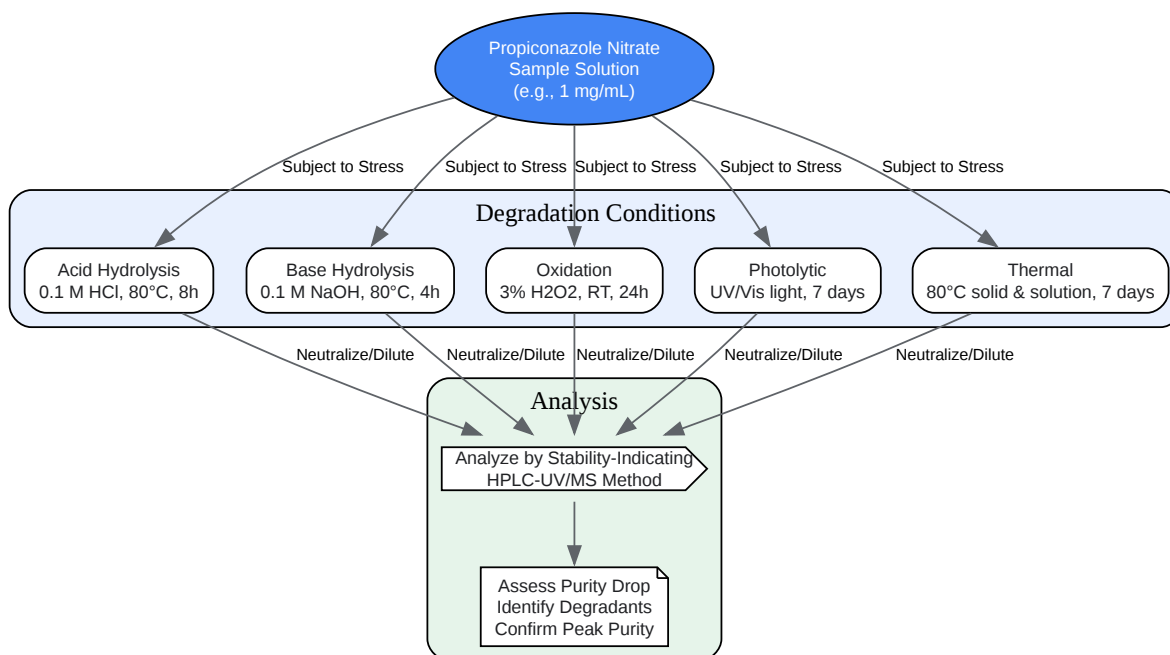 Propiconazole Nitrate
Sample Solution
(e.g., 1 mg/mL)
Subject to Stress
Subject to Stress
Subject to Stress
Subject to Stress
Subject to Stress
Degradation Conditions
Acid Hydrolysis
0.1 M HCl, 80°C, 8h
Base Hydrolysis
0.1 M NaOH, 80°C, 4h
Oxidation
3% H2O2, RT, 24h
Photolytic
UV/Vis light, 7 days
Thermal
80°C solid & solution, 7 days
Neutralize/Dilute
Neutralize/Dilute
Neutralize/Dilute
Neutralize/Dilute
Neutralize/Dilute
Analysis
Analyze by Stability-Indicating
HPLC-UV/MS Method
Assess Purity Drop
Identify Degradants
Confirm Peak Purity